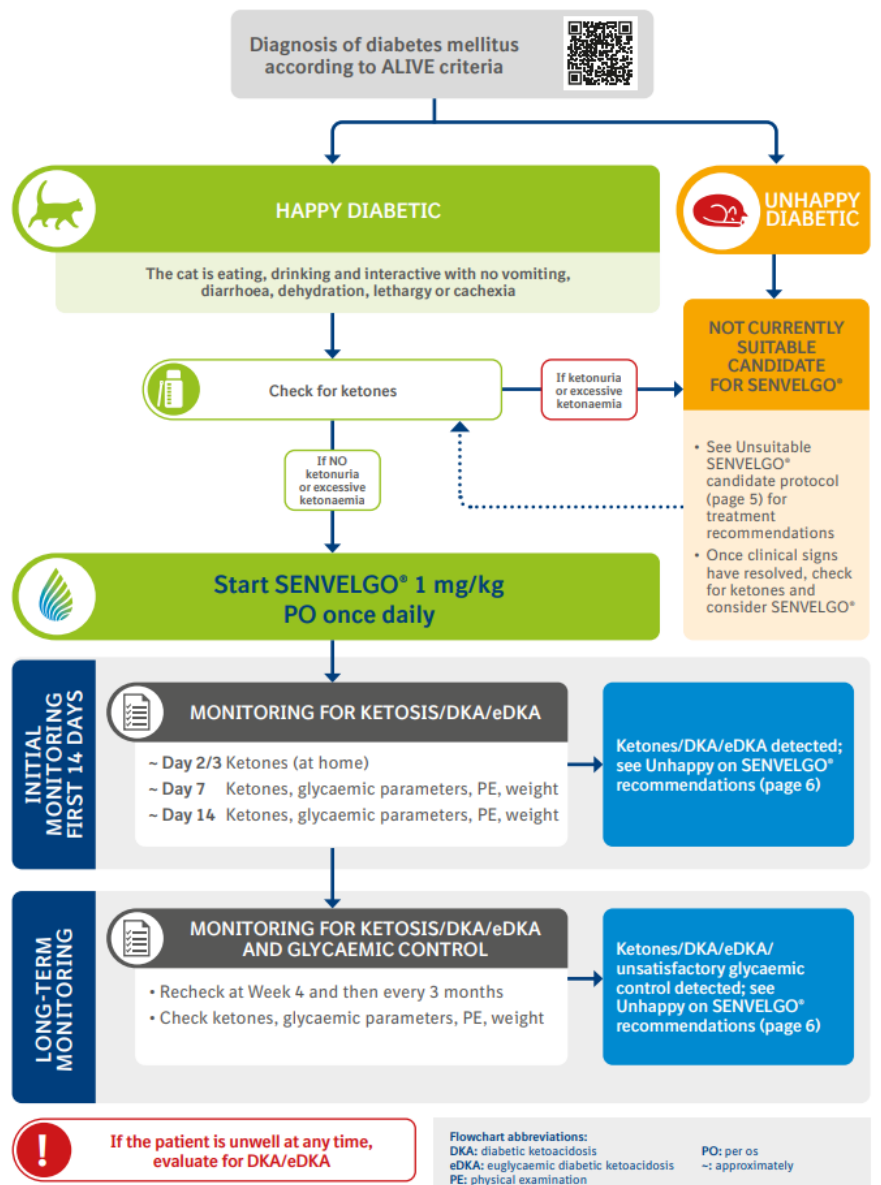 Diagnosis of diabetes mellitus
according to ALIVE criteria
HAPPY DIABETIC
UNHAPPY
DIABETIC
The cat is eating, drinking and interactive with no vomiting,
diarrhoea, dehydration, lethargy or cachexia
NOT CURRENTLY
SUITABLE
CANDIDATE
FOR SENVELGO®
Check for ketones
If ketonuria
or excessive
ketonaemia
• See Unsuitable
SENVELGO®
candidate protocol
(page 5) for
treatment
recommendations
• Once clinical signs
have resolved, check
for ketones and
consider SENVELGO®
If NO
ketonuria
or excessive
ketonaemia
Start SENVELGO® 1 mg/kg
PO once daily
INITIAL
MONITORING
FIRST 14 DAYS
MONITORING FOR KETOSIS/DKA/eDKA
~ Day 2/3 Ketones (at home)
~ Day 7 Ketones, glycaemic parameters, PE, weight
~ Day 14 Ketones, glycaemic parameters, PE, weight
Ketones/DKA/eDKA detected;
see Unhappy on SENVELGO®
recommendations (page 6)
LONG-TERM
MONITORING
MONITORING FOR KETOSIS/DKA/eDKA
AND GLYCAEMIC CONTROL
• Recheck at Week 4 and then every 3 months
• Check ketones, glycaemic parameters, PE, weight
Ketones/DKA/eDKA/
unsatisfactory glycaemic
control detected; see
Unhappy on SENVELGO®
recommendations (page 6)
!
If the patient is unwell at any time,
evaluate for DKA/eDKA
Flowchart abbreviations:
DKA: diabetic ketoacidosis
eDKA: euglycaemic diabetic ketoacidosis
PE: physical examination
PO: per os
~: approximately